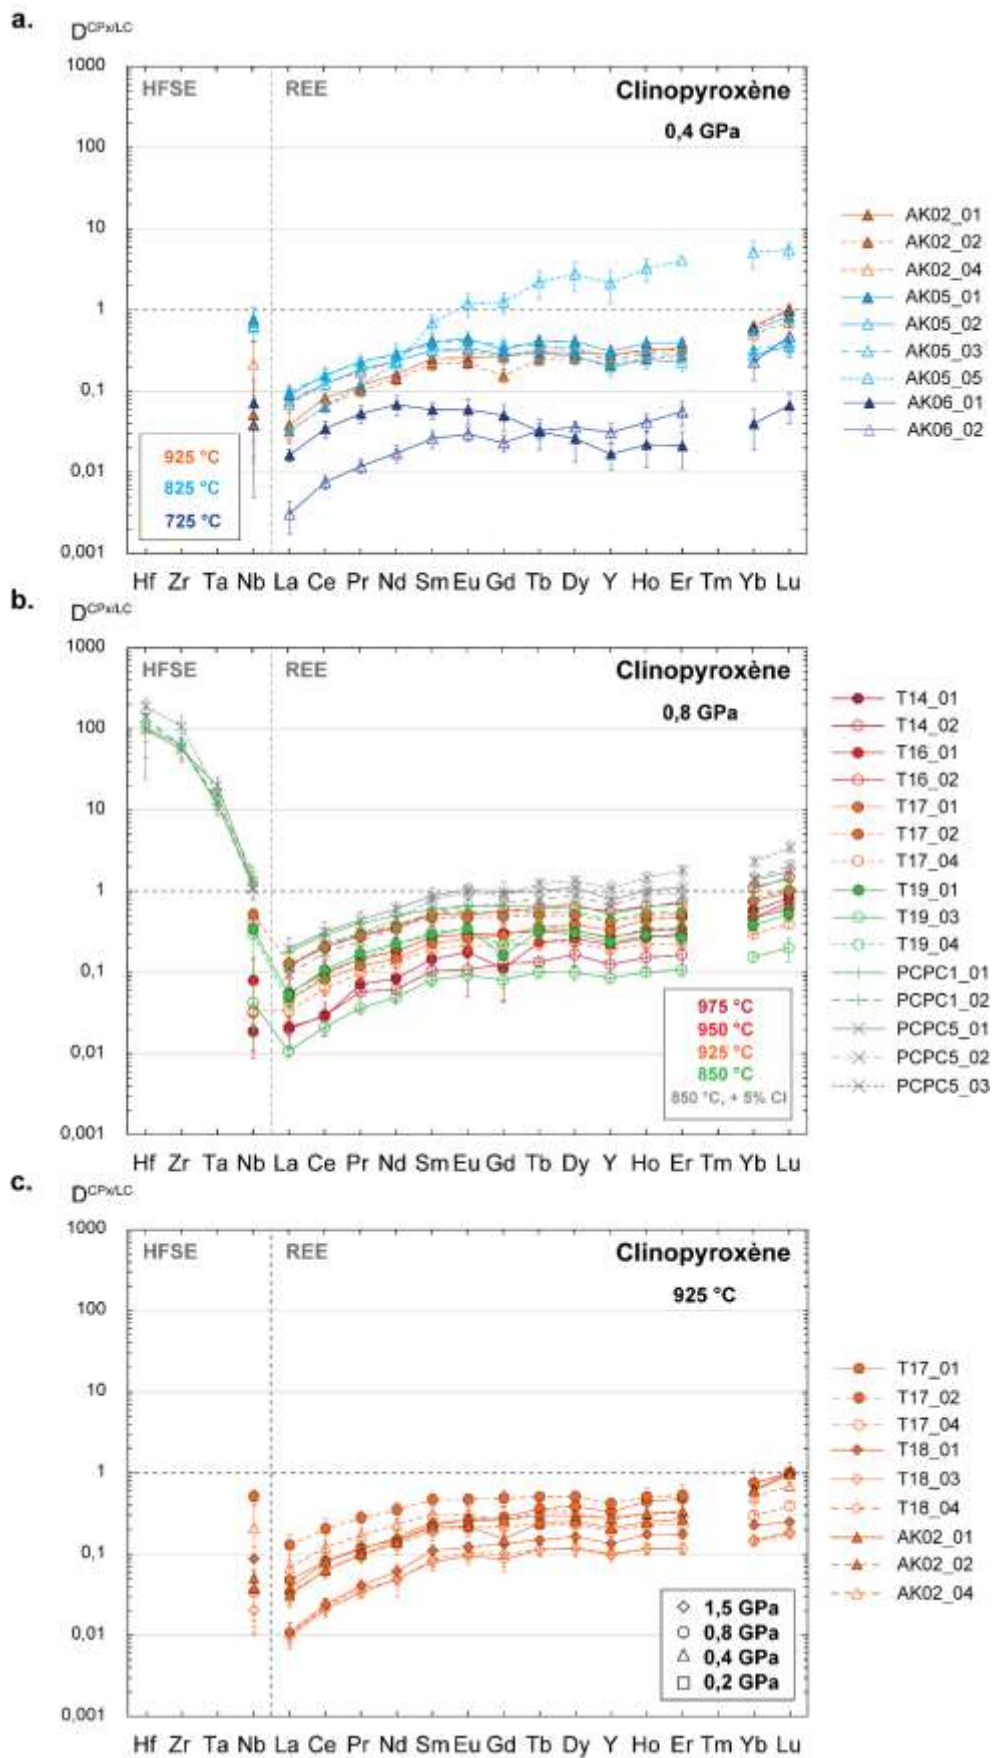 a.
D^CPx/LC
1000
HFSE
REE
Clinopyroxène
0,4 GPa
100
10
1
0,1
0,01
0,001
925 °C
825 °C
725 °C
Hf Zr Ta Nb La Ce Pr Nd Sm Eu Gd Tb Dy Y Ho Er Tm Yb Lu
AK02_01
AK02_02
AK02_04
AK05_01
AK05_02
AK05_03
AK05_05
AK06_01
AK06_02
b.
D^CPx/LC
1000
HFSE
REE
Clinopyroxène
0,8 GPa
100
10
1
0,1
0,01
0,001
975 °C
950 °C
925 °C
850 °C
850 °C, + 5% Cl
Hf Zr Ta Nb La Ce Pr Nd Sm Eu Gd Tb Dy Y Ho Er Tm Yb Lu
T14_01
T14_02
T16_01
T16_02
T17_01
T17_02
T17_04
T19_01
T19_03
T19_04
PCPC1_01
PCPC1_02
PCPC5_01
PCPC5_02
PCPC5_03
c.
D^CPx/LC
1000
HFSE
REE
Clinopyroxène
925 °C
100
10
1
0,1
0,01
0,001
1,5 GPa
0,8 GPa
0,4 GPa
0,2 GPa
Hf Zr Ta Nb La Ce Pr Nd Sm Eu Gd Tb Dy Y Ho Er Tm Yb Lu
T17_01
T17_02
T17_04
T18_01
T18_03
T18_04
AK02_01
AK02_02
AK02_04